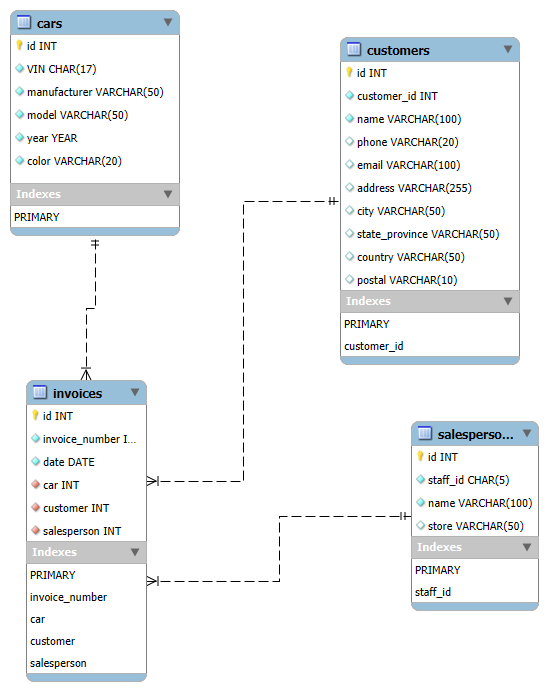 cars
id INT
VIN CHAR(17)
manufacturer VARCHAR(50)
model VARCHAR(50)
year YEAR
color VARCHAR(20)
Indexes
PRIMARY
customers
id INT
customer_id INT
name VARCHAR(100)
phone VARCHAR(20)
email VARCHAR(100)
address VARCHAR(255)
city VARCHAR(50)
state_province VARCHAR(50)
country VARCHAR(50)
postal VARCHAR(10)
Indexes
PRIMARY
customer_id
invoices
id INT
invoice_number I...
date DATE
car INT
customer INT
salesperson INT
Indexes
PRIMARY
invoice_number
car
customer
salesperson
salesperso...
id INT
staff_id CHAR(5)
name VARCHAR(100)
store VARCHAR(50)
Indexes
PRIMARY
staff_id